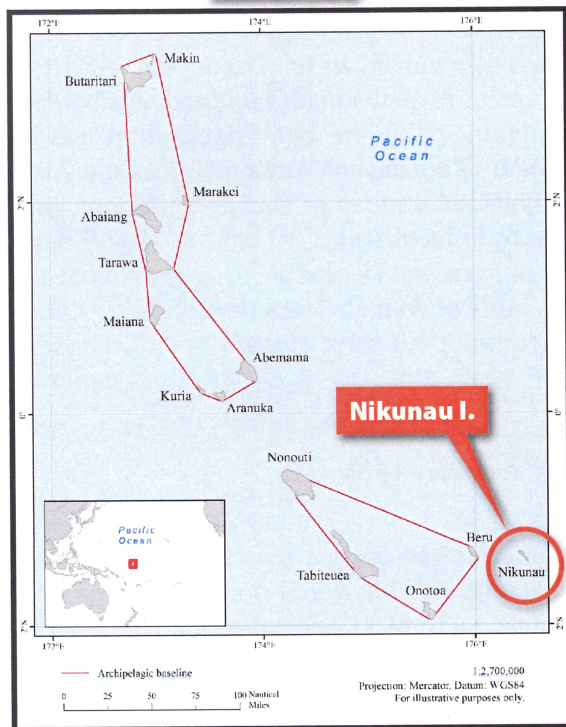 172°E
174°E
176°E
Makin
Butaritari
Pacific
Ocean
2°N
2°N
Marakei
Abaiang
Tarawa
Maiana
Abemama
Kuria
Aranuka
0°
0°
Nikunau I.
Nonouti
Pacific
Ocean
Beru
Tabiteuea
Nikunau
Onotoa
2°S
2°S
172°E
174°E
176°E
Archipelagic baseline
1:2,700,000
Projection: Mercator, Datum: WGS84
For illustrative purposes only.
0 25 50 75 100 Nautical
Miles